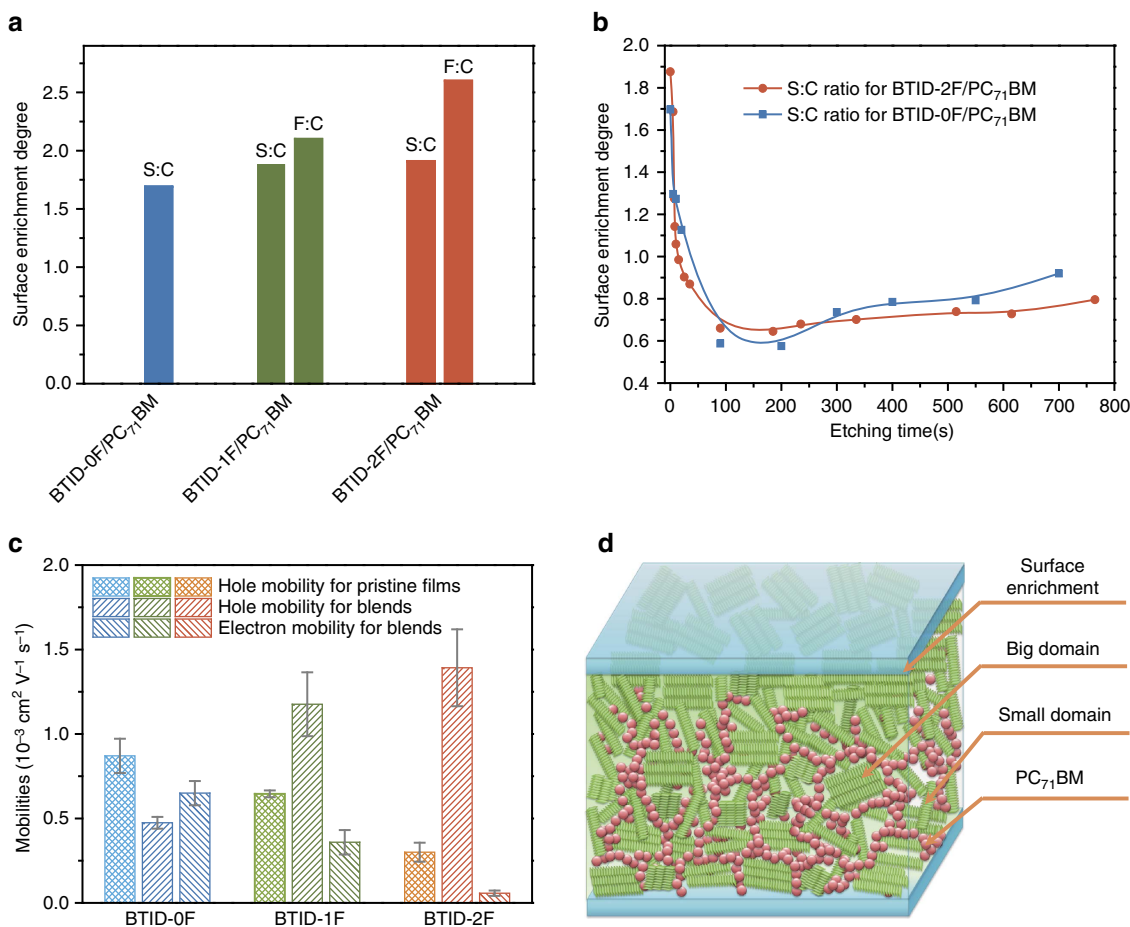 a
Surface enrichment degree
2.5
2.0
1.5
1.0
0.5
0.0
S:C
S:C
F:C
S:C
F:C
BTID-0F/PC₇₁BM
BTID-1F/PC₇₁BM
BTID-2F/PC₇₁BM
b
Surface enrichment degree
2.0
1.8
1.6
1.4
1.2
1.0
0.8
0.6
0.4
S:C ratio for BTID-2F/PC₇₁BM
S:C ratio for BTID-0F/PC₇₁BM
0 100 200 300 400 500 600 700 800
Etching time(s)
c
Mobilities (10⁻³ cm² V⁻¹ s⁻¹)
2.0
1.5
1.0
0.5
0.0
Hole mobility for pristine films
Hole mobility for blends
Electron mobility for blends
BTID-0F BTID-1F BTID-2F
d
Surface
enrichment
Big domain
Small domain
PC₇₁BM